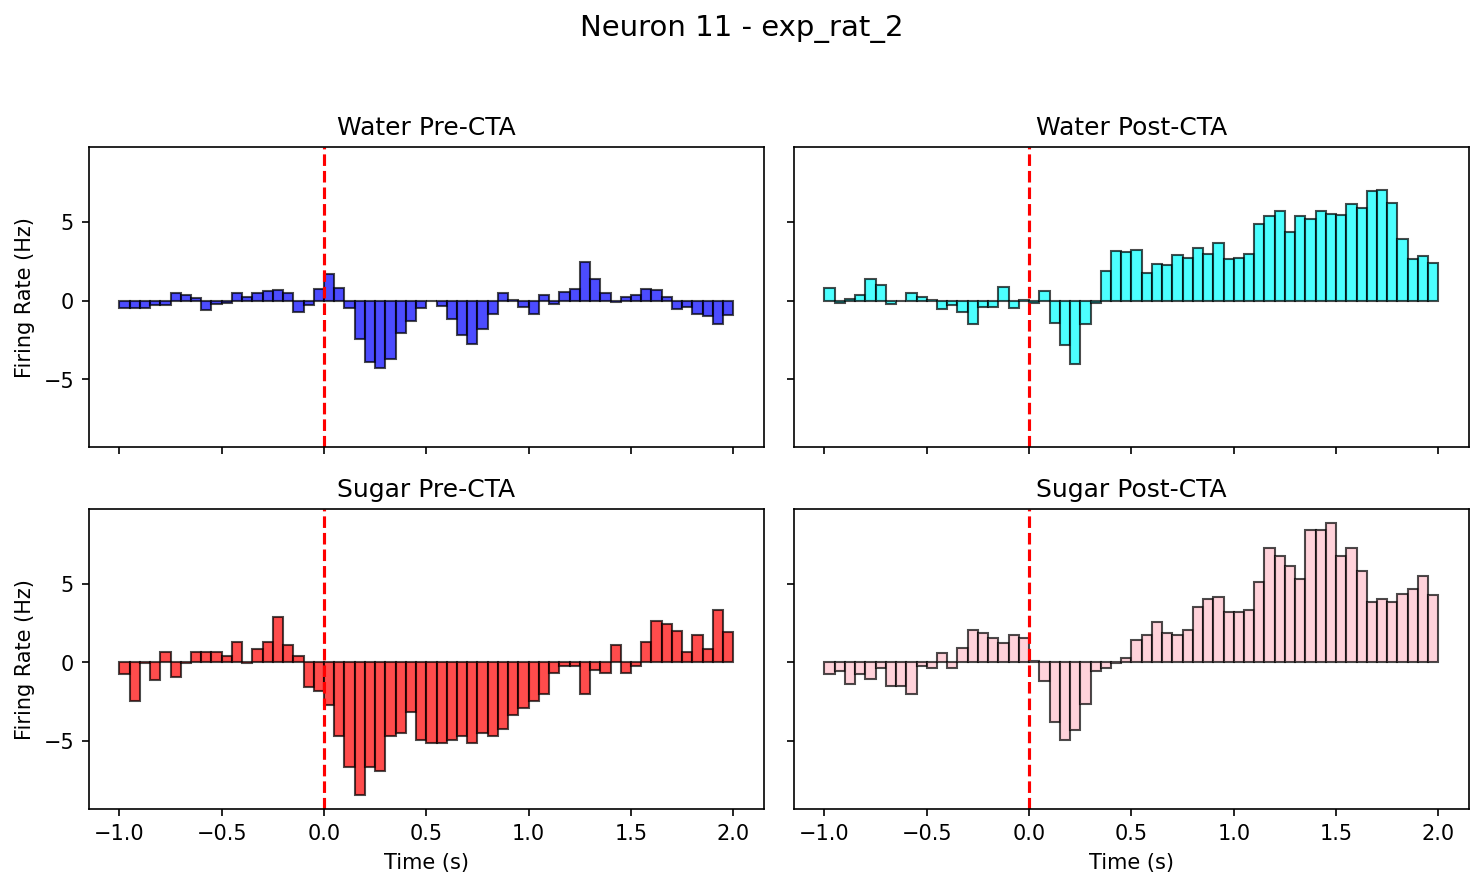 Neuron 11 - exp_rat_2
Water Pre-CTA
Water Post-CTA
Firing Rate (Hz)
5
0
−5
Sugar Pre-CTA
Sugar Post-CTA
Firing Rate (Hz)
5
0
−5
−1.0 −0.5 0.0 0.5 1.0 1.5 2.0
−1.0 −0.5 0.0 0.5 1.0 1.5 2.0
Time (s)
Time (s)